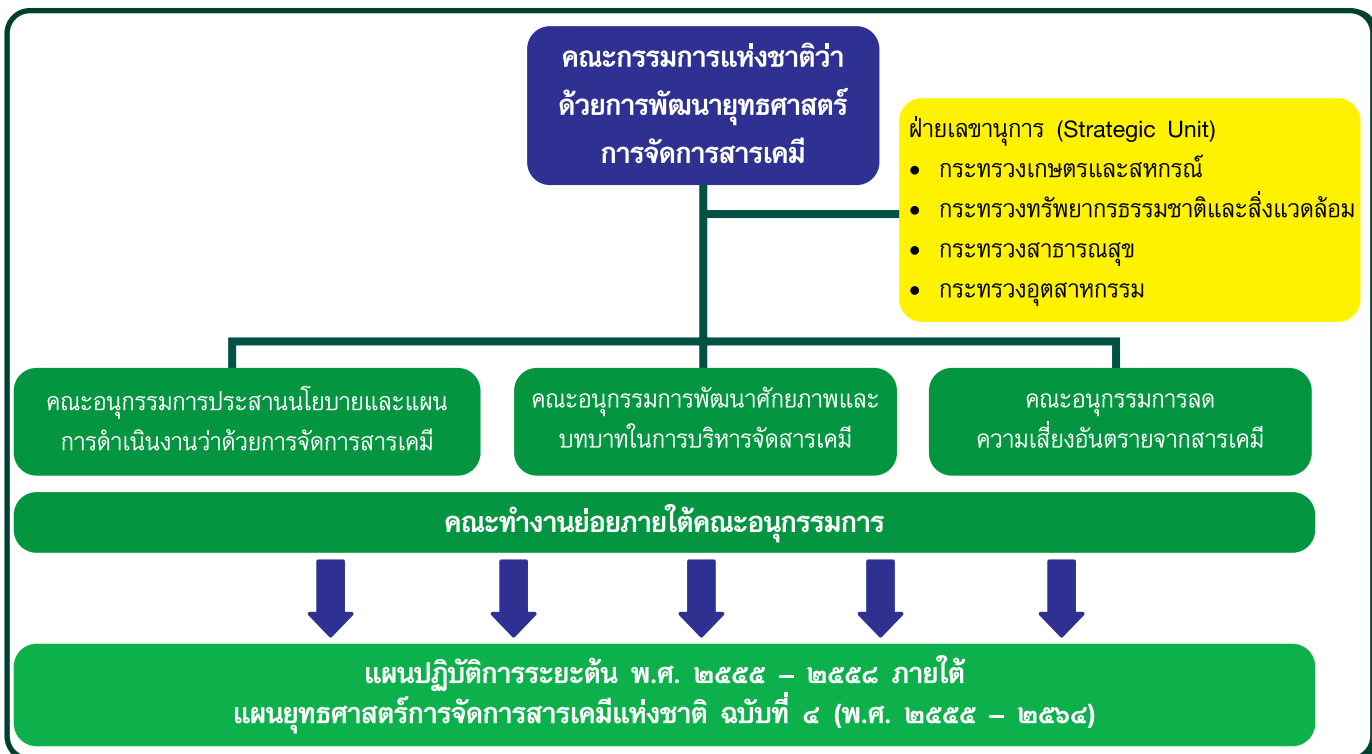 คณะกรรมการแห่งชาติว่า
ด้วยการพัฒนายุทธศาสตร์
การจัดการสารเคมี
ฝ่ายเลขานุการ (Strategic Unit)
• กระทรวงเกษตรและสหกรณ์
• กระทรวงทรัพยากรธรรมชาติและสิ่งแวดล้อม
• กระทรวงสาธารณสุข
• กระทรวงอุตสาหกรรม
คณะอนุกรรมการประสานนโยบายและแผน
การดำเนินงานว่าด้วยการจัดการสารเคมี
คณะอนุกรรมการพัฒนาศักยภาพและ
บทบาทในการบริหารจัดสารเคมี
คณะอนุกรรมการลด
ความเสี่ยงอันตรายจากสารเคมี
คณะทำงานย่อยภายใต้คณะอนุกรรมการ
แผนปฏิบัติการระยะต้น พ.ศ. ๒๕๕๕ – ๒๕๕๘ ภายใต้
แผนยุทธศาสตร์การจัดการสารเคมีแห่งชาติ ฉบับที่ ๔ (พ.ศ. ๒๕๕๕ – ๒๕๖๔)